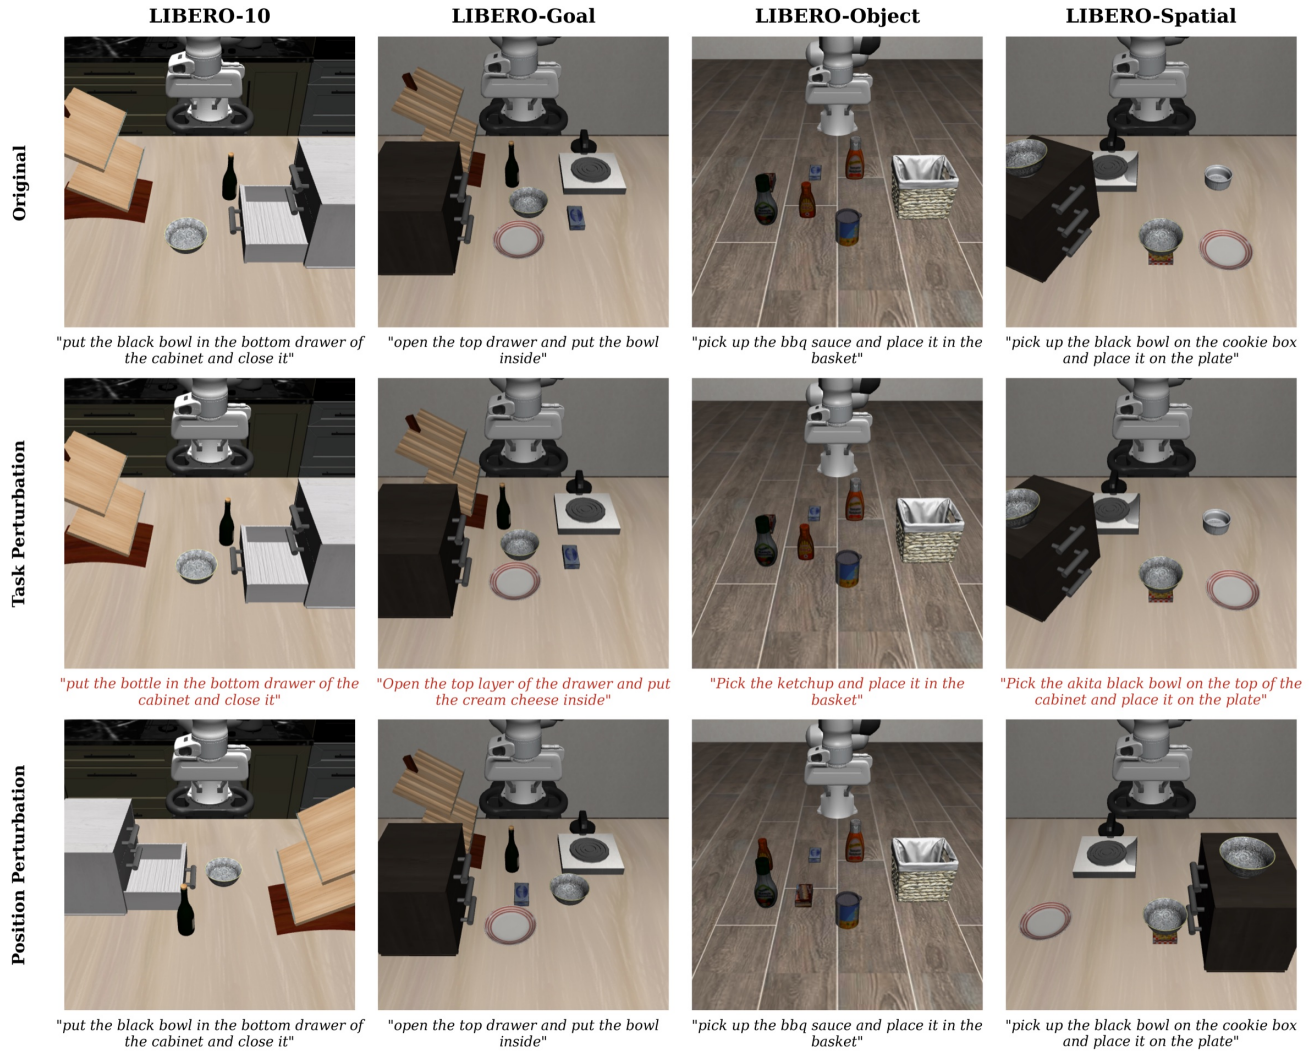 LIBERO-10 LIBERO-Goal LIBERO-Object LIBERO-Spatial
Original
"put the black bowl in the bottom drawer of
the cabinet and close it"
"open the top drawer and put the bowl
inside"
"pick up the bbq sauce and place it in the
basket"
"pick up the black bowl on the cookie box
and place it on the plate"
Task Perturbation
"put the bottle in the bottom drawer of the
cabinet and close it"
"Open the top layer of the drawer and put
the cream cheese inside"
"Pick the ketchup and place it in the
basket"
"Pick the akita black bowl on the top of the
cabinet and place it on the plate"
Position Perturbation
"put the black bowl in the bottom drawer of
the cabinet and close it"
"open the top drawer and put the bowl
inside"
"pick up the bbq sauce and place it in the
basket"
"pick up the black bowl on the cookie box
and place it on the plate"